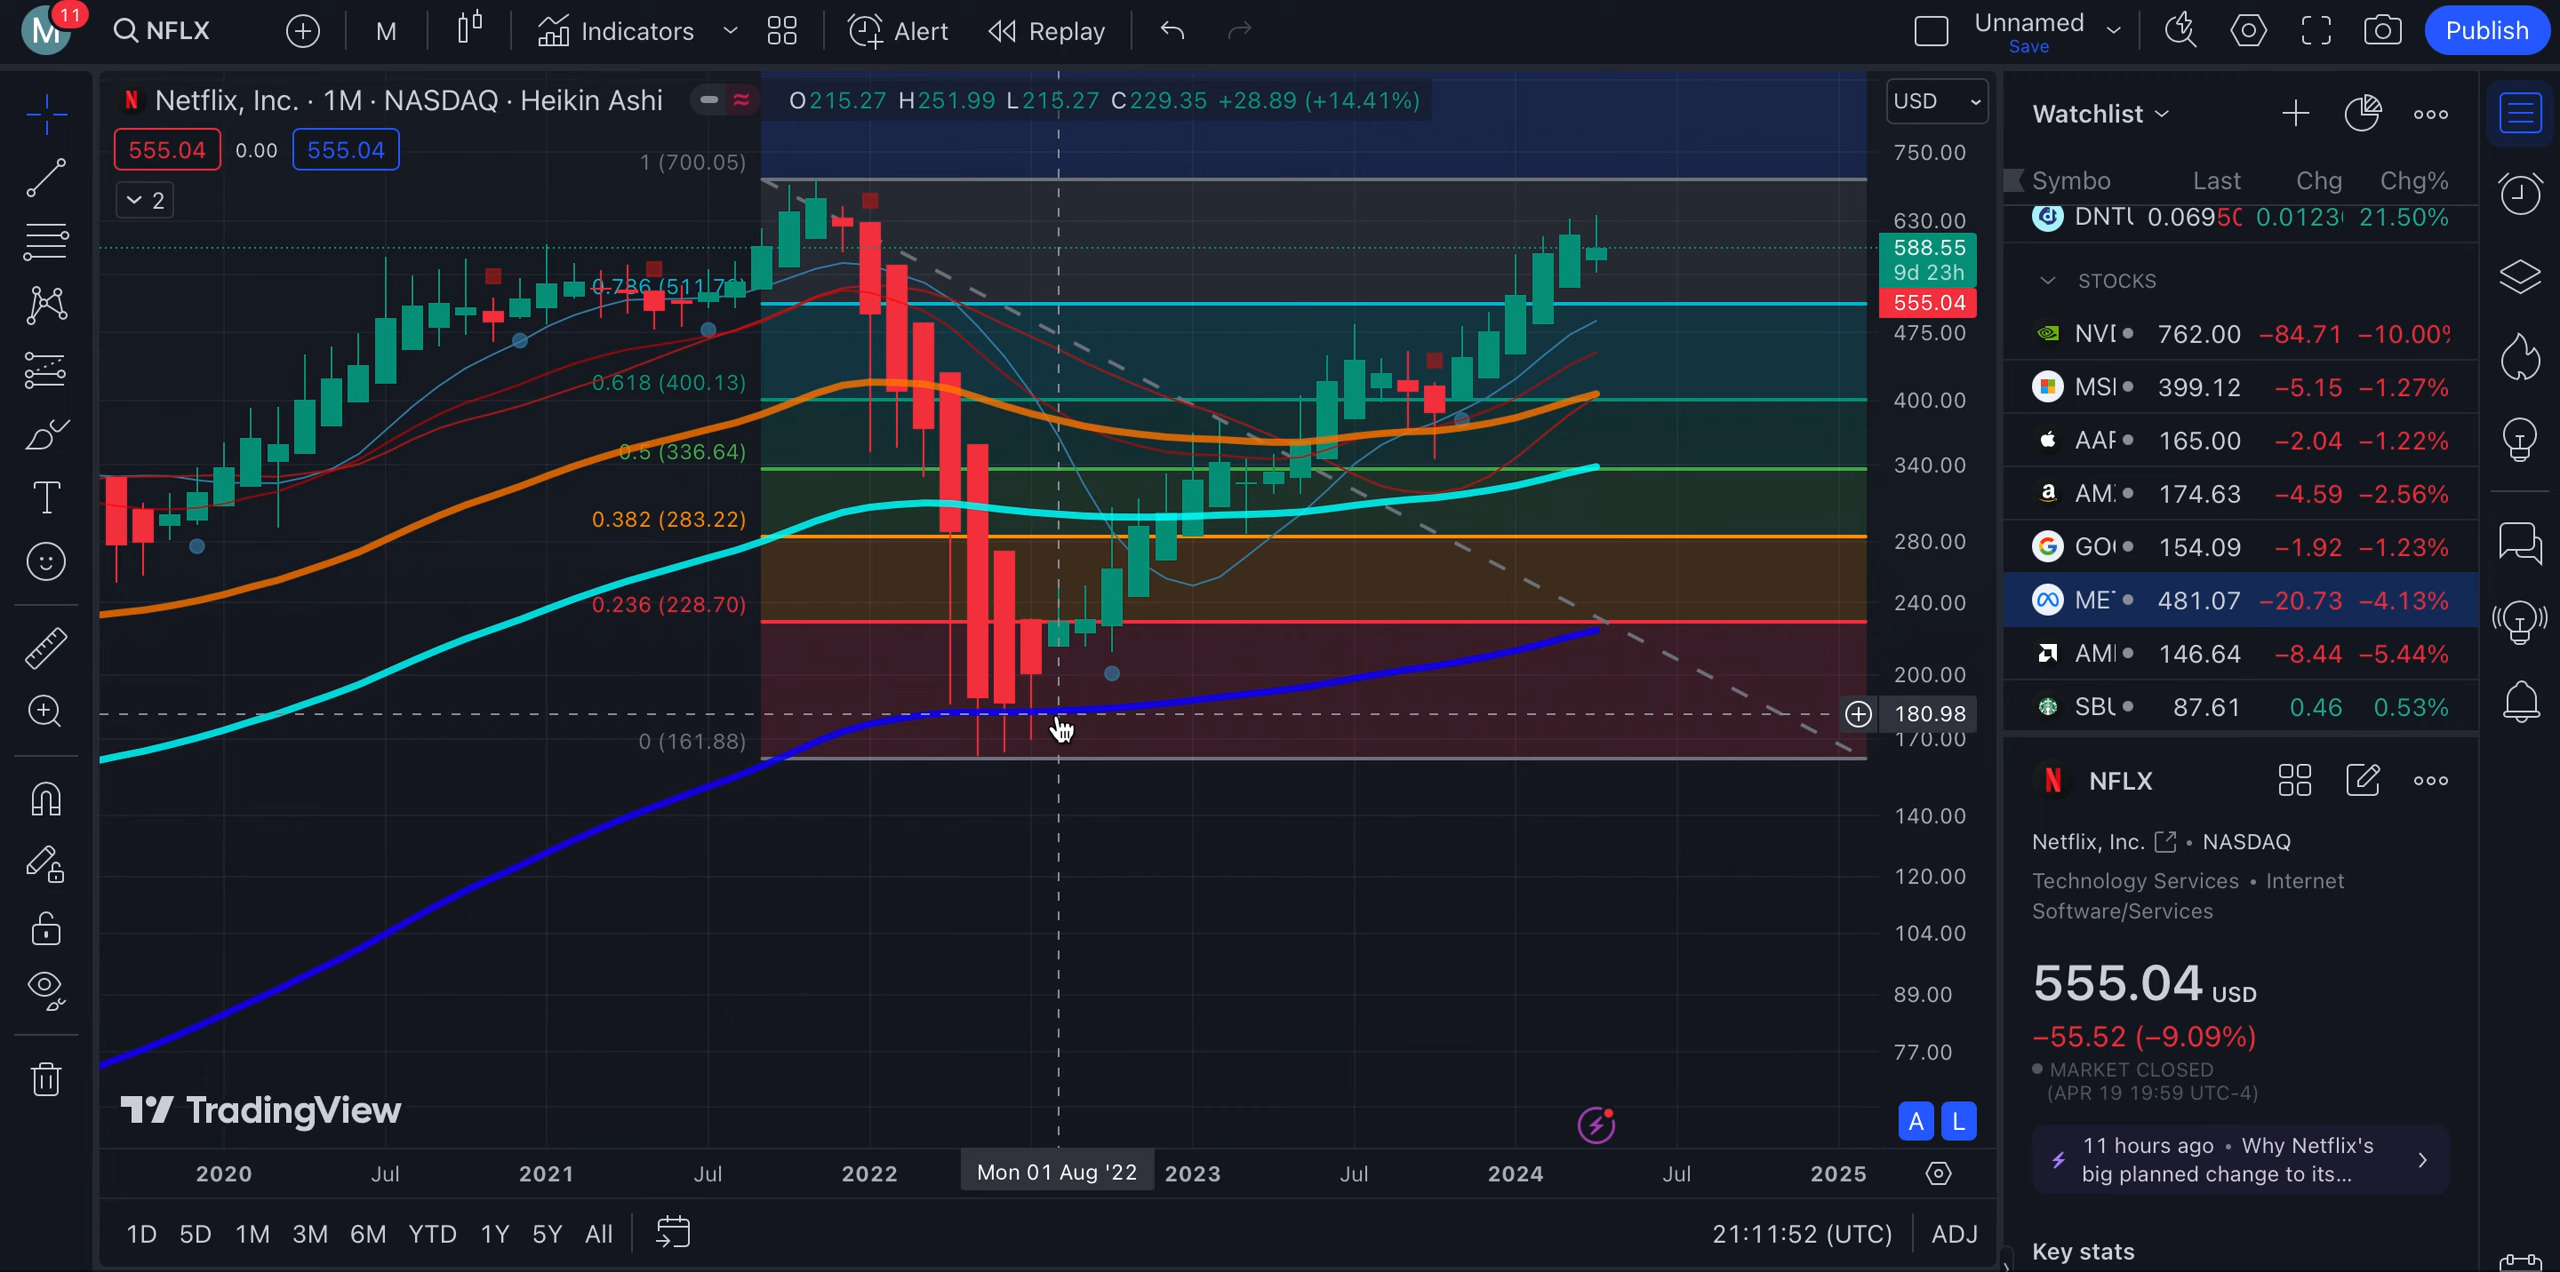 M
11
NFLX
M
Indicators
Alert
Replay
Unnamed
Save
Publish
Netflix, Inc. · 1M · NASDAQ · Heikin Ashi
O215.27 H251.99 L215.27 C229.35 +28.89 (+14.41%)
555.04
0.00
555.04
2
USD
1 (700.05)
0.618 (400.13)
0.5 (336.64)
0.382 (283.22)
0.236 (228.70)
0 (161.88)
750.00
630.00
588.55
9d 23h
555.04
475.00
400.00
340.00
280.00
240.00
200.00
180.98
170.00
140.00
120.00
104.00
89.00
77.00
A L
TradingView
2020 Jul 2021 Jul 2022 Mon 01 Aug '22 2023 Jul 2024 Jul 2025
1D 5D 1M 3M 6M YTD 1Y 5Y All
21:11:52 (UTC) ADJ
Watchlist
Symbo Last Chg Chg%
0.0695 0.0123 21.50%
STOCKS
762.00 −84.71 −10.00%
399.12 −5.15 −1.27%
165.00 −2.04 −1.22%
174.63 −4.59 −2.56%
154.09 −1.92 −1.23%
481.07 −20.73 −4.13%
146.64 −8.44 −5.44%
87.61 0.46 0.53%
N NFLX
Netflix, Inc. • NASDAQ
Technology Services • Internet
Software/Services
555.04 USD
−55.52 (−9.09%)
MARKET CLOSED
(APR 19 19:59 UTC-4)
11 hours ago • Why Netflix's
big planned change to its...
Key stats